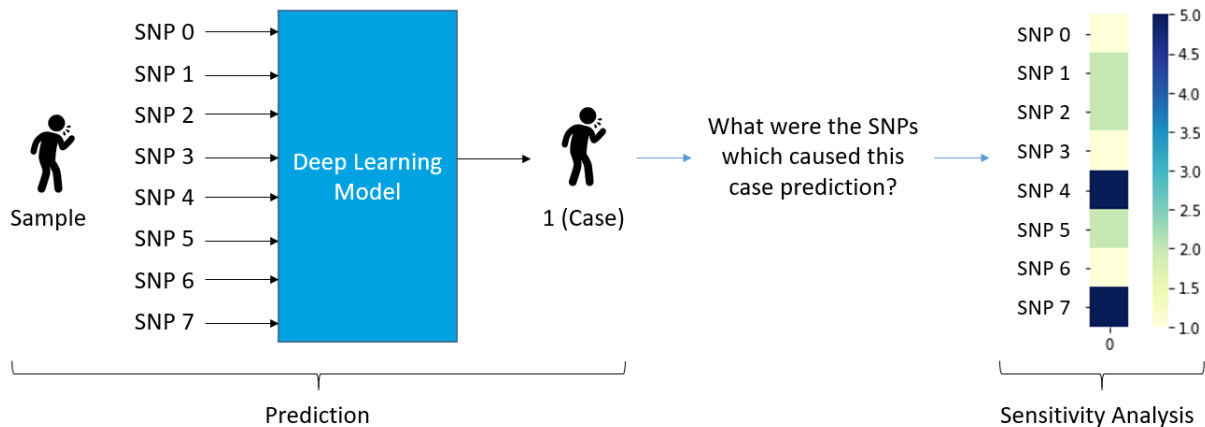 SNP 0
SNP 1
SNP 2
SNP 3
SNP 4
SNP 5
SNP 6
SNP 7
Sample
Deep Learning
Model
1 (Case)
What were the SNPs
which caused this
case prediction?
SNP 0
SNP 1
SNP 2
SNP 3
SNP 4
SNP 5
SNP 6
SNP 7
0
5.0
4.5
4.0
3.5
3.0
2.5
2.0
1.5
1.0
Prediction
Sensitivity Analysis